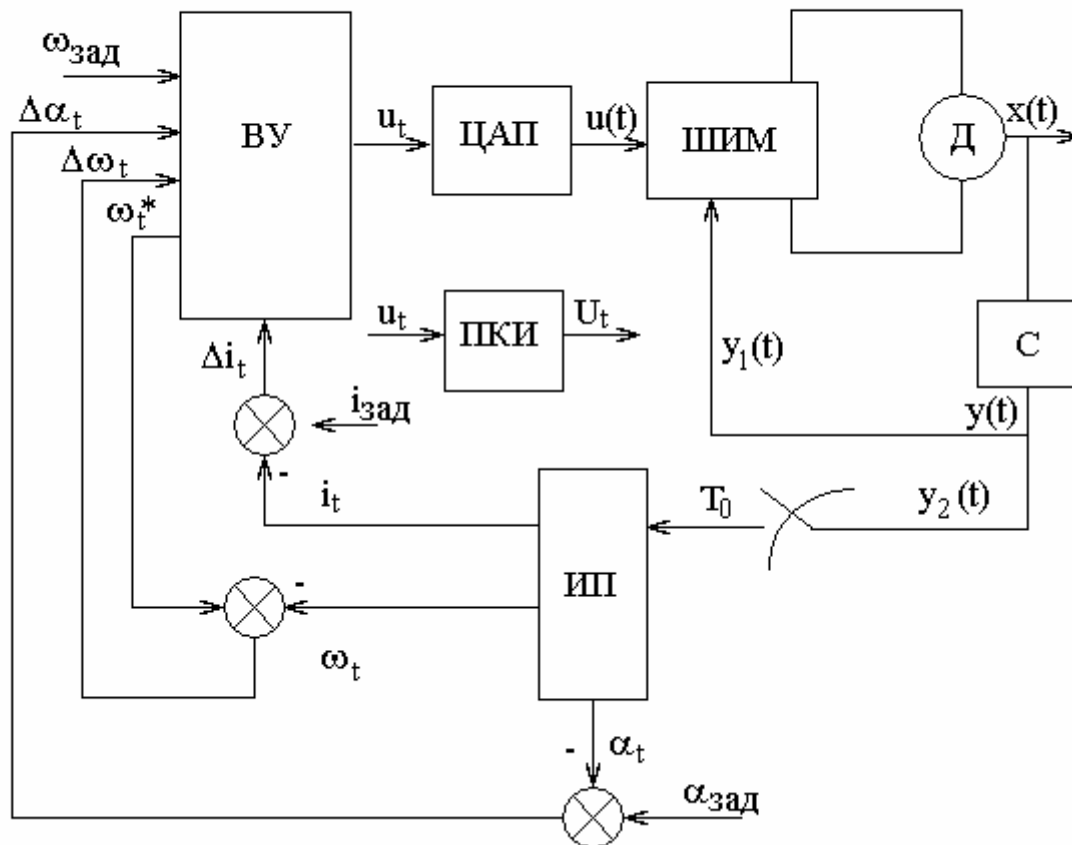 ω_зад
Δα_t
Δω_t
ω_t*
ВУ
u_t
ЦАП
u(t)
ШИМ
Д
x(t)
u_t
ПКИ
U_t
Δi_t
i_зад
-
i_t
y_1(t)
С
y(t)
y_2 (t)
T_0
ИП
-
ω_t
-
α_t
α_зад